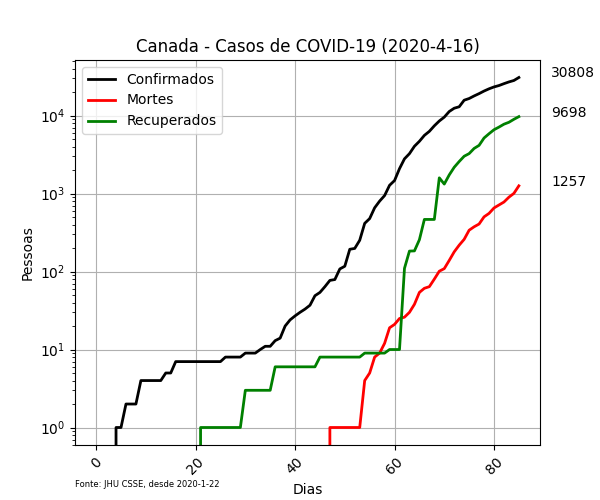 Canada - Casos de COVID-19 (2020-4-16)
Confirmados
Mortes
Recuperados
30808
9698
1257
10⁴
10³
10²
10¹
10⁰
Pessoas
0
20
40
60
80
Dias
Fonte: JHU CSSE, desde 2020-1-22